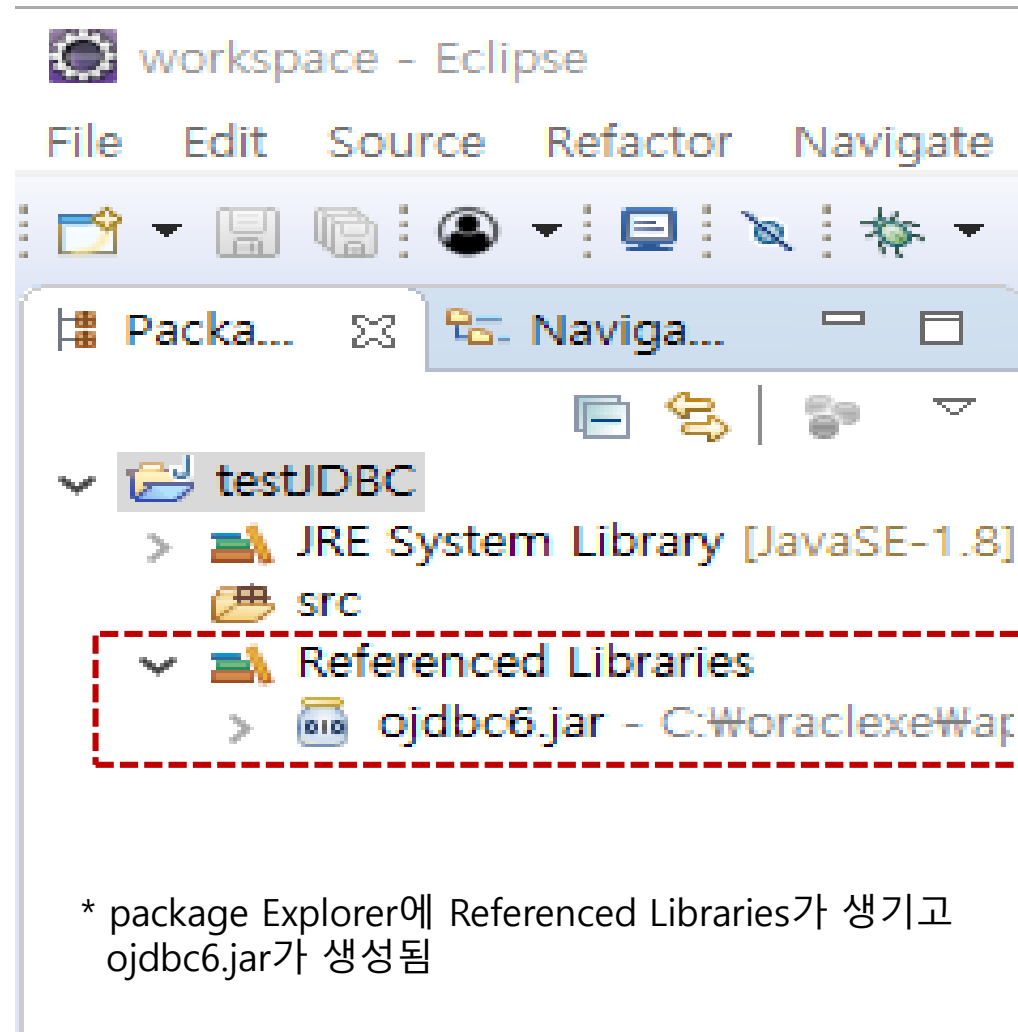 workspace - Eclipse
File Edit Source Refactor Navigate
Packa... Naviga...
testJDBC
JRE System Library [JavaSE-1.8]
src
Referenced Libraries
ojdbc6.jar - C:₩oraclexe₩ap
* package Explorer에 Referenced Libraries가 생기고
ojdbc6.jar가 생성됨